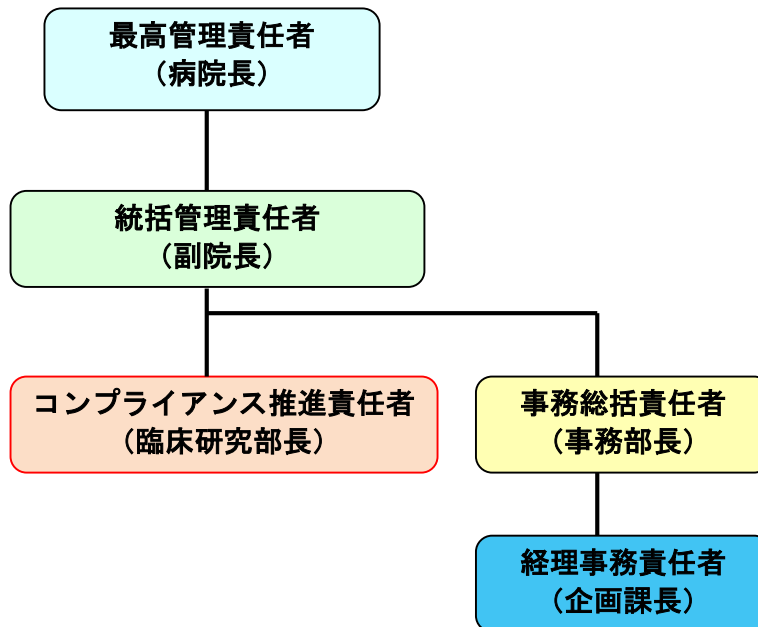 最高管理責任者
（病院長）
統括管理責任者
（副院長）
コンプライアンス推進責任者
（臨床研究部長）
事務総括責任者
（事務部長）
経理事務責任者
（企画課長）